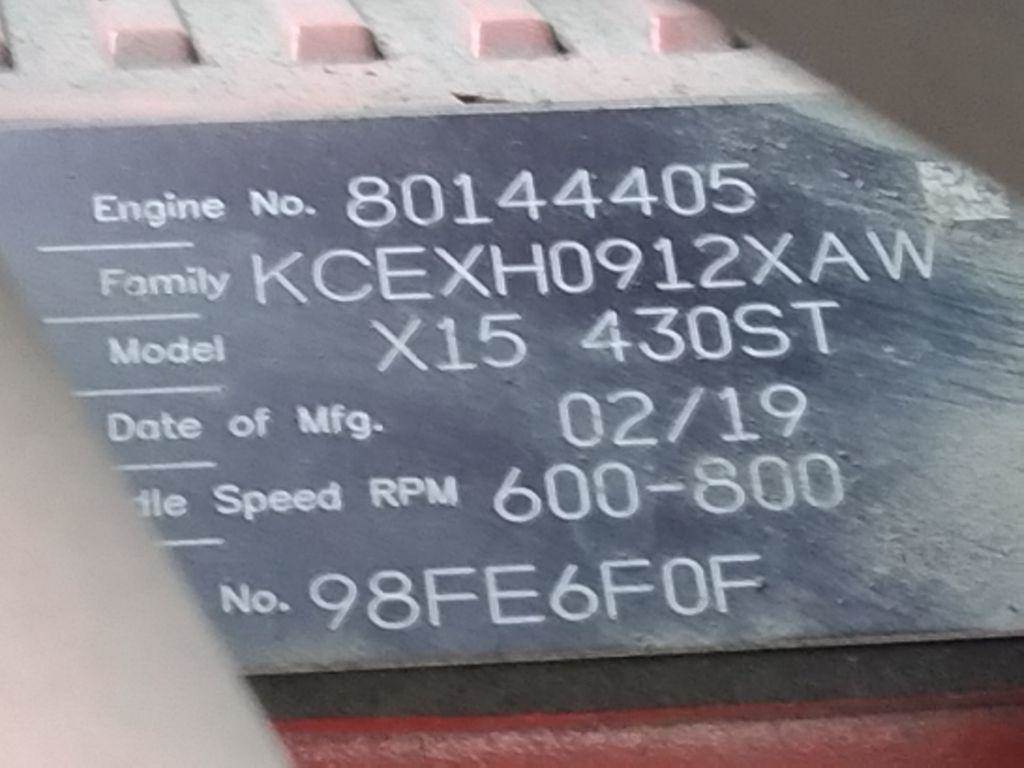 Engine No. 80144405
Family KCEXH0912XAW
Model X15 430ST
Date of Mfg. 02/19
Speed RPM 600-800
No. 98FE6F0F